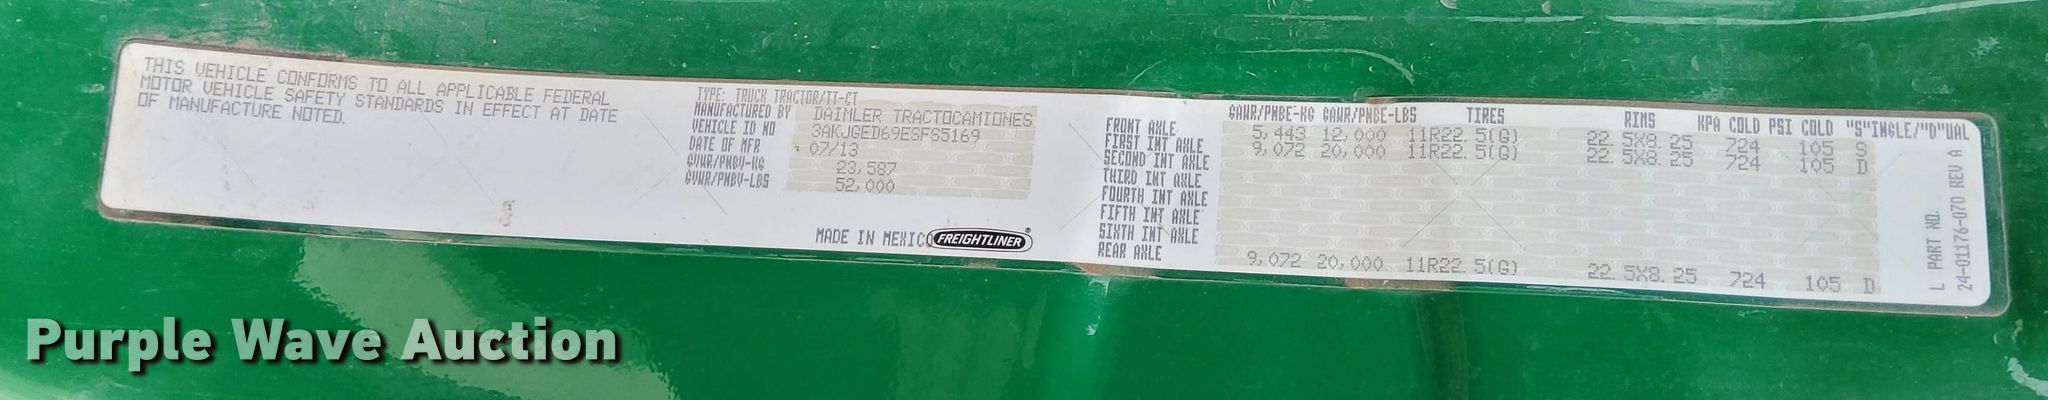 THIS VEHICLE CONFORMS TO ALL APPLICABLE FEDERAL
MOTOR VEHICLE SAFETY STANDARDS IN EFFECT AT DATE
OF MANUFACTURE NOTED.
TYPE: TRUCK TRACTOR/TT-CT
MANUFACTURED BY DAIMLER TRACTOCAMIONES
VEHICLE ID NO 3AKJGED69ESFS5169
DATE OF MFR 07/13
GVWR/PNBV-KG 23,587
GVWR/PNBV-LBS 52,000
MADE IN MEXICO FREIGHTLINER®
GAWR/PNBE-KG GAWR/PNBE-LBS TIRES RIMS KPA COLD PSI COLD "S"INGLE/"D"UAL
FRONT AXLE 5,443 12,000 11R22.5(G) 22.5X8.25 724 105 S
FIRST INT AXLE 9,072 20,000 11R22.5(G) 22.5X8.25 724 105 D
SECOND INT AXLE
THIRD INT AXLE
FOURTH INT AXLE
FIFTH INT AXLE
SIXTH INT AXLE
REAR AXLE 9,072 20,000 11R22.5(G) 22.5X8.25 724 105 D
L PART NO.
24-01176-070 REV A
Purple Wave Auction